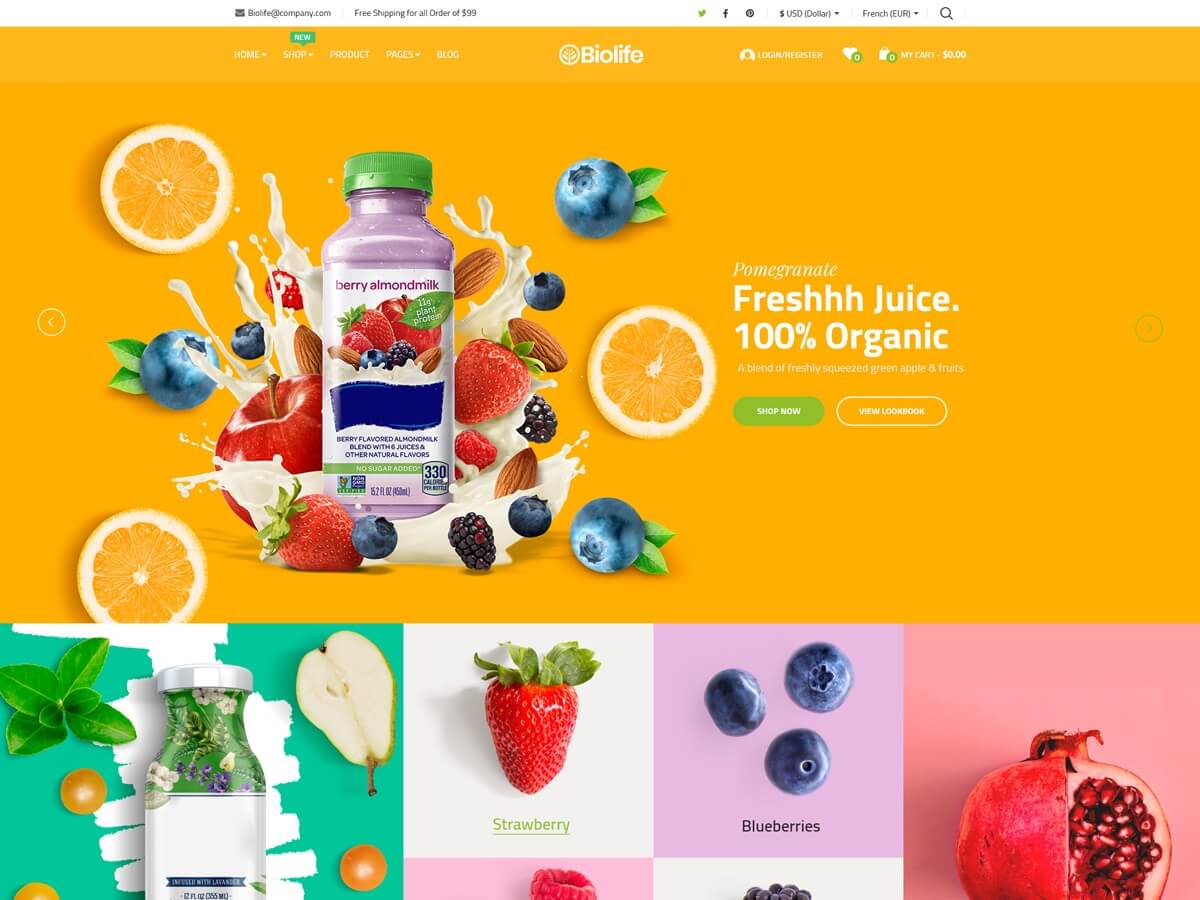 Biolife@company.com
Free Shipping for all Order of $99
$ USD (Dollar)
French (EUR)
NEW
HOME
SHOP
PRODUCT
PAGES
BLOG
Biolife
LOGIN/REGISTER
0
0
MY CART - $0.00
berry almondmilk
11g
plant
protein
BERRY FLAVORED ALMONDMILK
BLEND WITH 6 JUICES &
OTHER NATURAL FLAVORS
NO SUGAR ADDED*
NON
GMO
15.2 FL OZ (450mL)
330
CALORIES
PER BOTTLE
Pomegranate
Freshhh Juice.
100% Organic
A blend of freshly squeezed green apple & fruits
SHOP NOW
VIEW LOOKBOOK
INFUSED WITH LAVANDER
- 12 FL OZ (355 ML) -
Strawberry
Blueberries